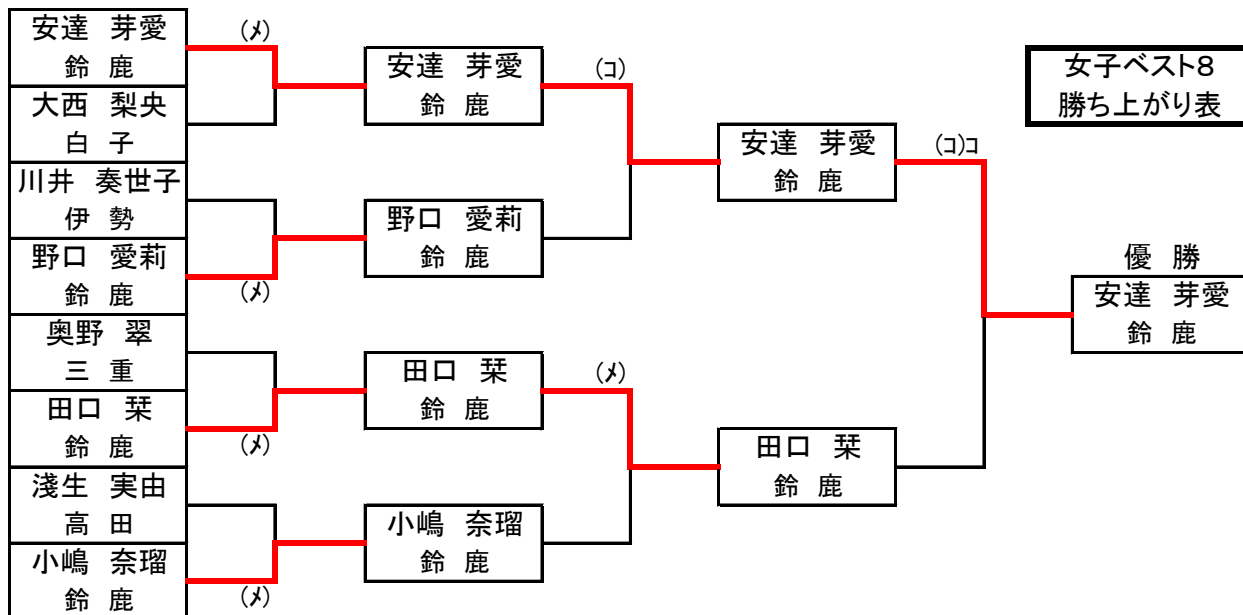 女子ベスト8
勝ち上がり表
安達 芽愛
鈴 鹿
(ﾒ)
大西 梨央
白 子
川井 奏世子
伊 勢
野口 愛莉
鈴 鹿
(ﾒ)
奥野 翠
三 重
田口 栞
鈴 鹿
(ﾒ)
淺生 実由
高 田
小嶋 奈瑠
鈴 鹿
(ﾒ)
安達 芽愛
鈴 鹿
(ｺ)
野口 愛莉
鈴 鹿
田口 栞
鈴 鹿
(ﾒ)
小嶋 奈瑠
鈴 鹿
安達 芽愛
鈴 鹿
(ｺ)ｺ
田口 栞
鈴 鹿
優 勝
安達 芽愛
鈴 鹿